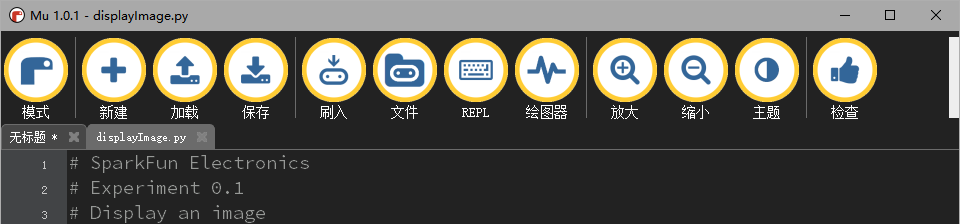 Mu 1.0.1 - displayImage.py
模式 新建 加载 保存 刷入 文件 REPL 绘图器 放大 缩小 主题 检查
无标题 * displayImage.py
1 # SparkFun Electronics
2 # Experiment 0.1
3 # Display an image